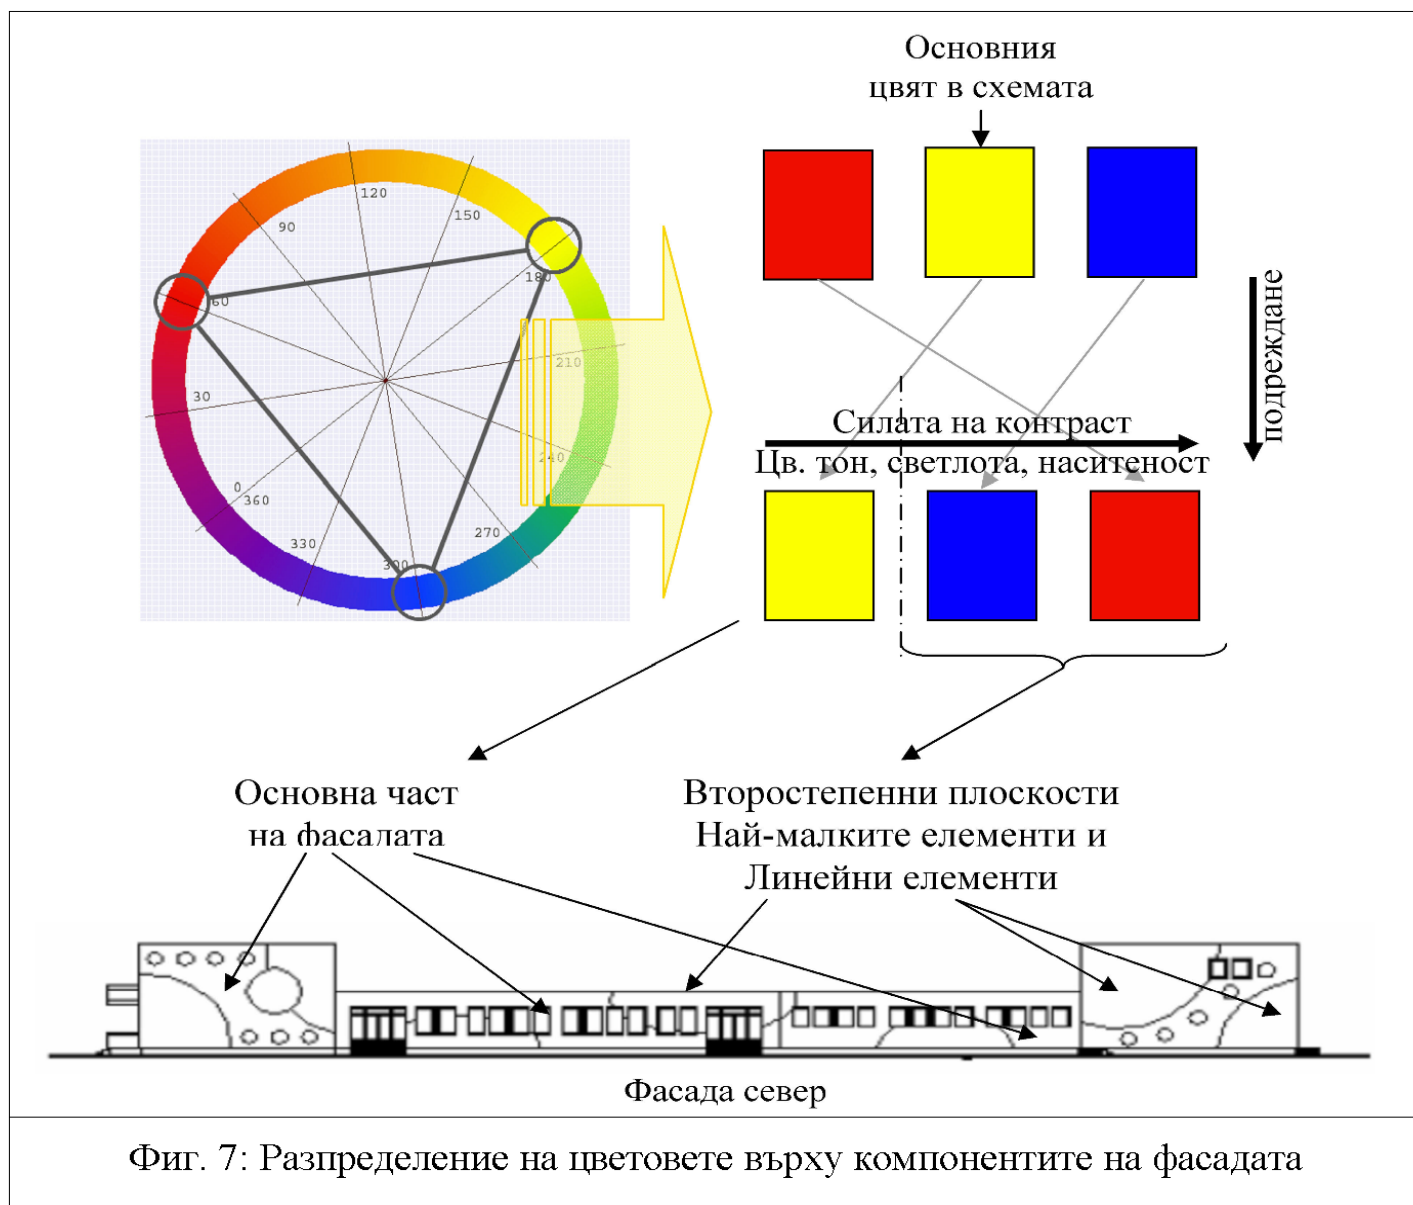 Основния
цвят в схемата
120
150
90
180
60
210
30
240
0
360
270
330
300
подреждане
Силата на контраст
Цв. тон, светлота, наситеност
Основна част
на фасадата
Второстепенни плоскости
Най-малките елементи и
Линейни елементи
Фасада север
Фиг. 7: Разпределение на цветовете върху компонентите на фасадата